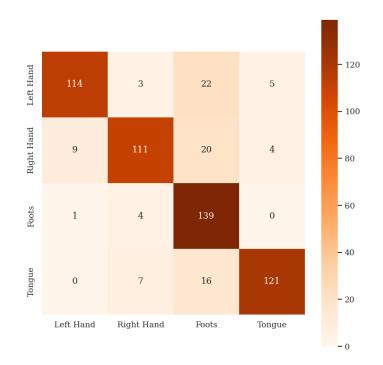 Left Hand 114 3 22 5
Right Hand 9 111 20 4
Foots 1 4 139 0
Tongue 0 7 16 121
Left Hand Right Hand Foots Tongue
120
100
80
60
40
20
0